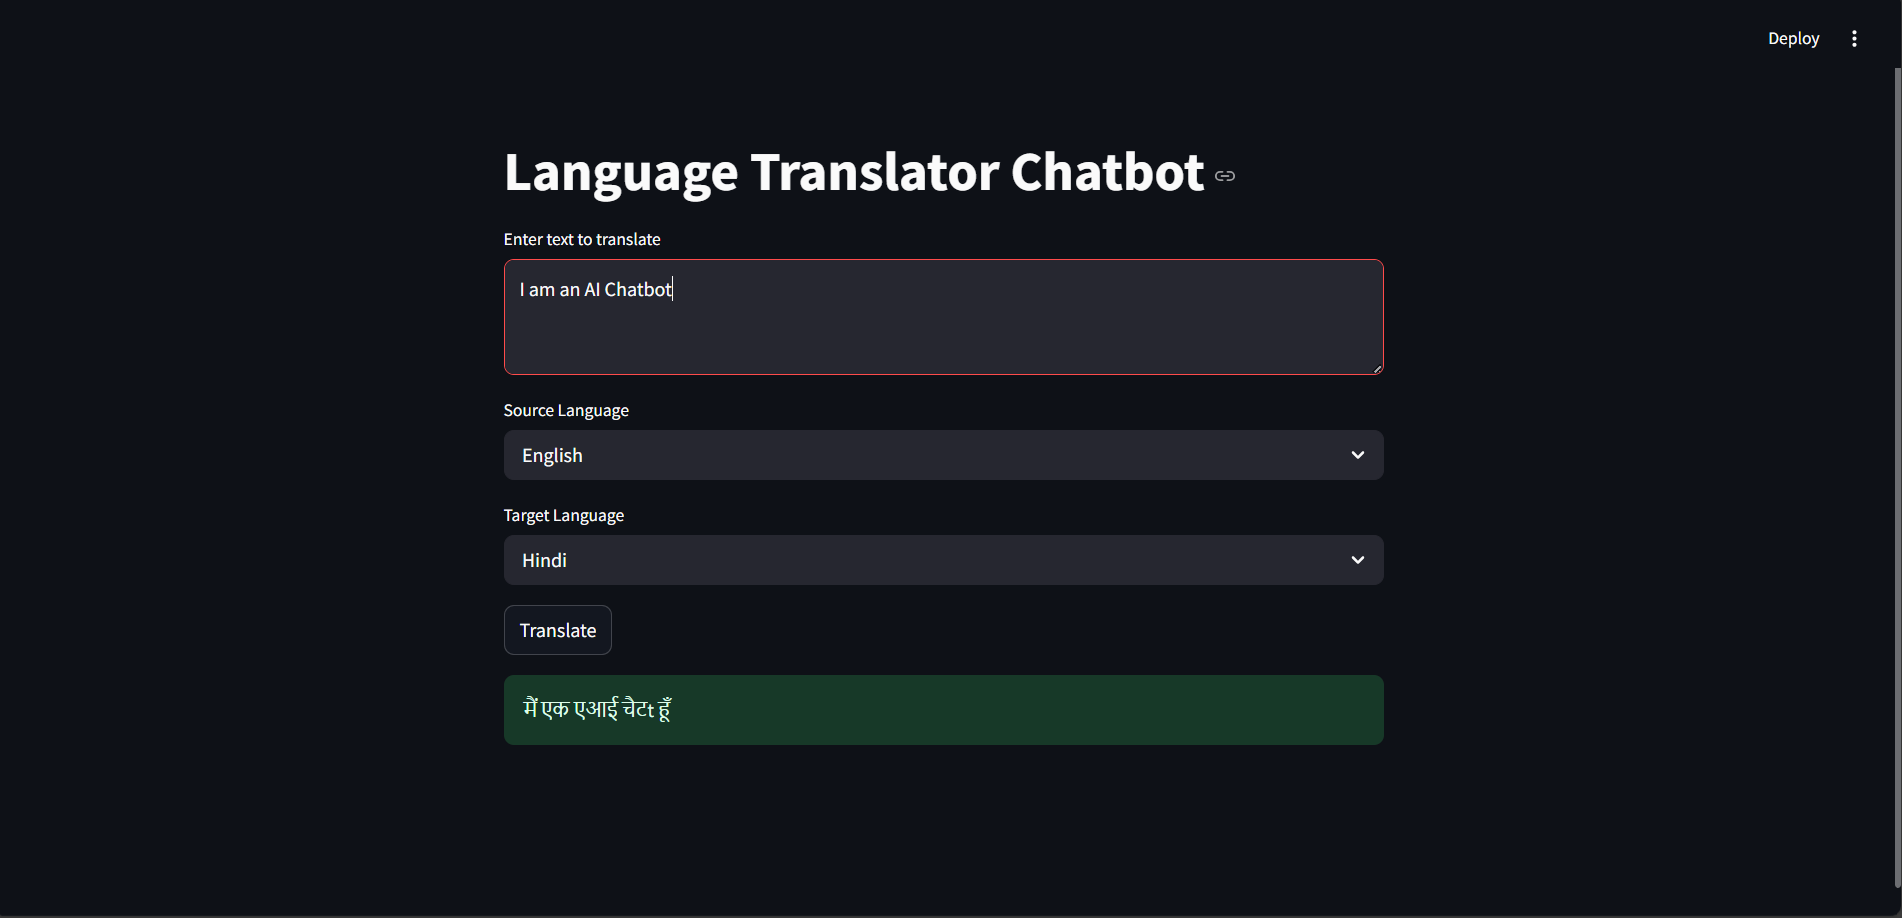 Deploy
Language Translator Chatbot
Enter text to translate
I am an AI Chatbot
Source Language
English
Target Language
Hindi
Translate
मैं एक एआई चैटt हूँ